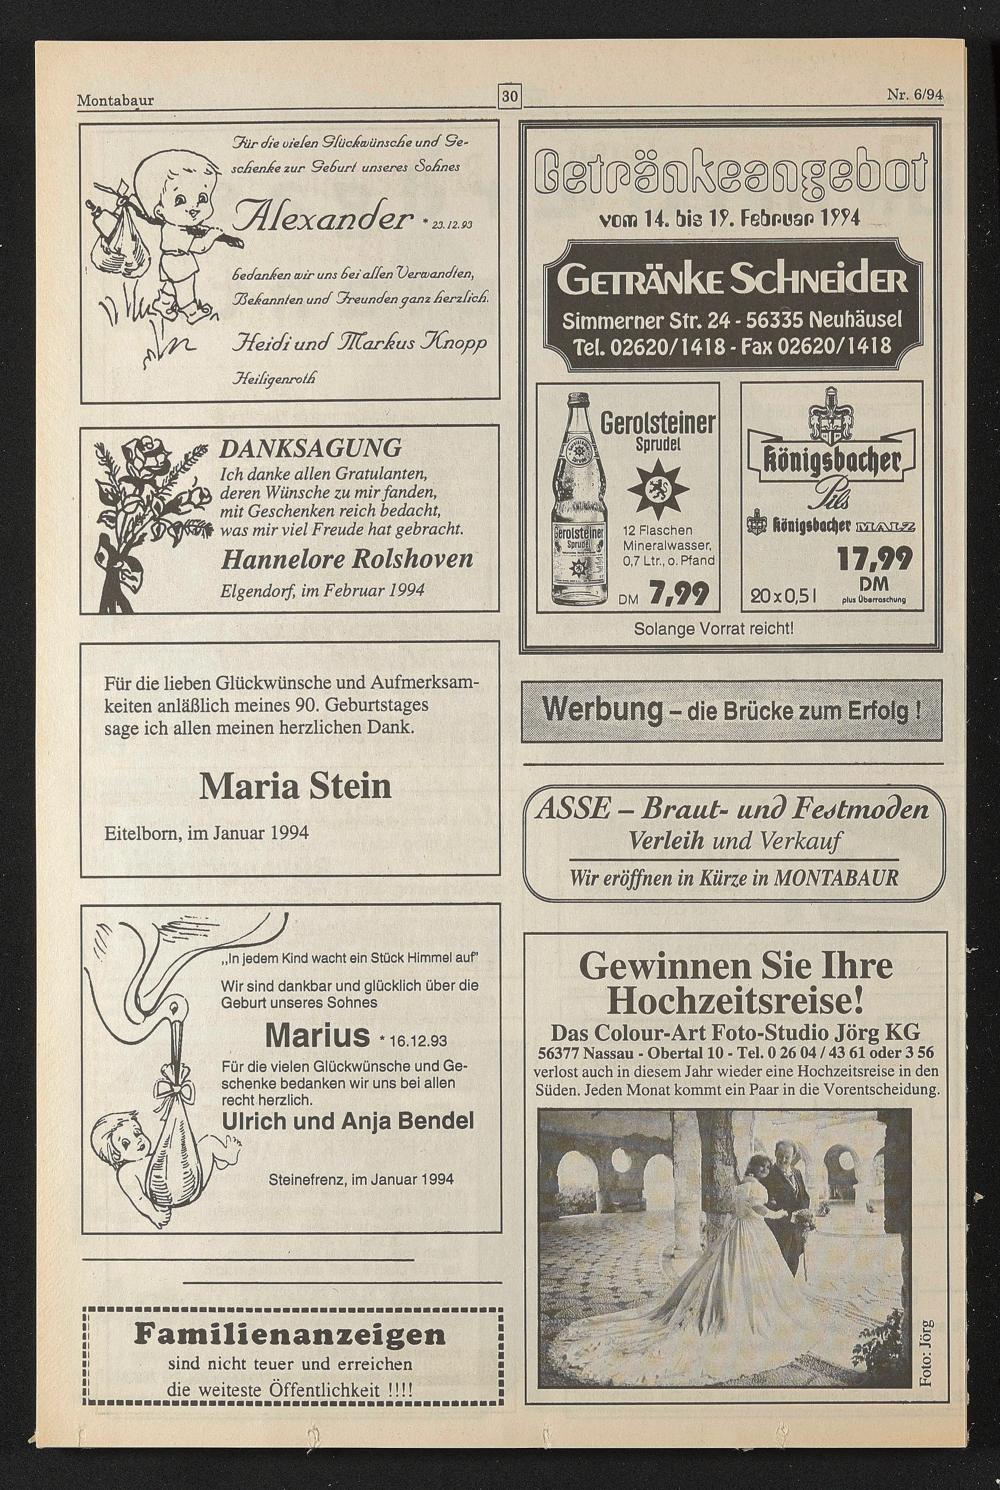 Montabaur
30
Nr. 6/94
Für die vielen Glückwünsche und Ge-
schenke zur Geburt unseres Sohnes
Alexander * 23.12.93
bedanken wir uns bei allen Verwandten,
Bekannten und Freunden ganz herzlich.
Heidi und Markus Knopp
Heiligenroth
DANKSAGUNG
Ich danke allen Gratulanten,
deren Wünsche zu mir fanden,
mit Geschenken reich bedacht,
was mir viel Freude hat gebracht.
Hannelore Rolshoven
Elgendorf, im Februar 1994
Für die lieben Glückwünsche und Aufmerksam-
keiten anläßlich meines 90. Geburtstages
sage ich allen meinen herzlichen Dank.
Maria Stein
Eitelborn, im Januar 1994
„In jedem Kind wacht ein Stück Himmel auf"
Wir sind dankbar und glücklich über die
Geburt unseres Sohnes
Marius * 16.12.93
Für die vielen Glückwünsche und Ge-
schenke bedanken wir uns bei allen
recht herzlich.
Ulrich und Anja Bendel
Steinefrenz, im Januar 1994
Familienanzeigen
sind nicht teuer und erreichen
die weiteste Öffentlichkeit !!!!
Getränkeangebot
vom 14. bis 19. Februar 1994
GETRÄNKE SCHNEIDER
Simmerner Str. 24 - 56335 Neuhäusel
Tel. 02620/1418 - Fax 02620/1418
Gerolsteiner
Sprudel
Gerolsteiner
Sprudel
12 Flaschen
Mineralwasser,
0,7 Ltr., o. Pfand
DM 7,99
Königsbacher
Pils
Königsbacher MALZ
17,99
DM
20 x 0,5 l plus Überraschung
Solange Vorrat reicht!
Werbung – die Brücke zum Erfolg !
ASSE – Braut- und Festmoden
Verleih und Verkauf
Wir eröffnen in Kürze in MONTABAUR
Gewinnen Sie Ihre
Hochzeitsreise!
Das Colour-Art Foto-Studio Jörg KG
56377 Nassau - Obertal 10 - Tel. 0 26 04 / 43 61 oder 3 56
verlost auch in diesem Jahr wieder eine Hochzeitsreise in den
Süden. Jeden Monat kommt ein Paar in die Vorentscheidung.
Foto: Jörg